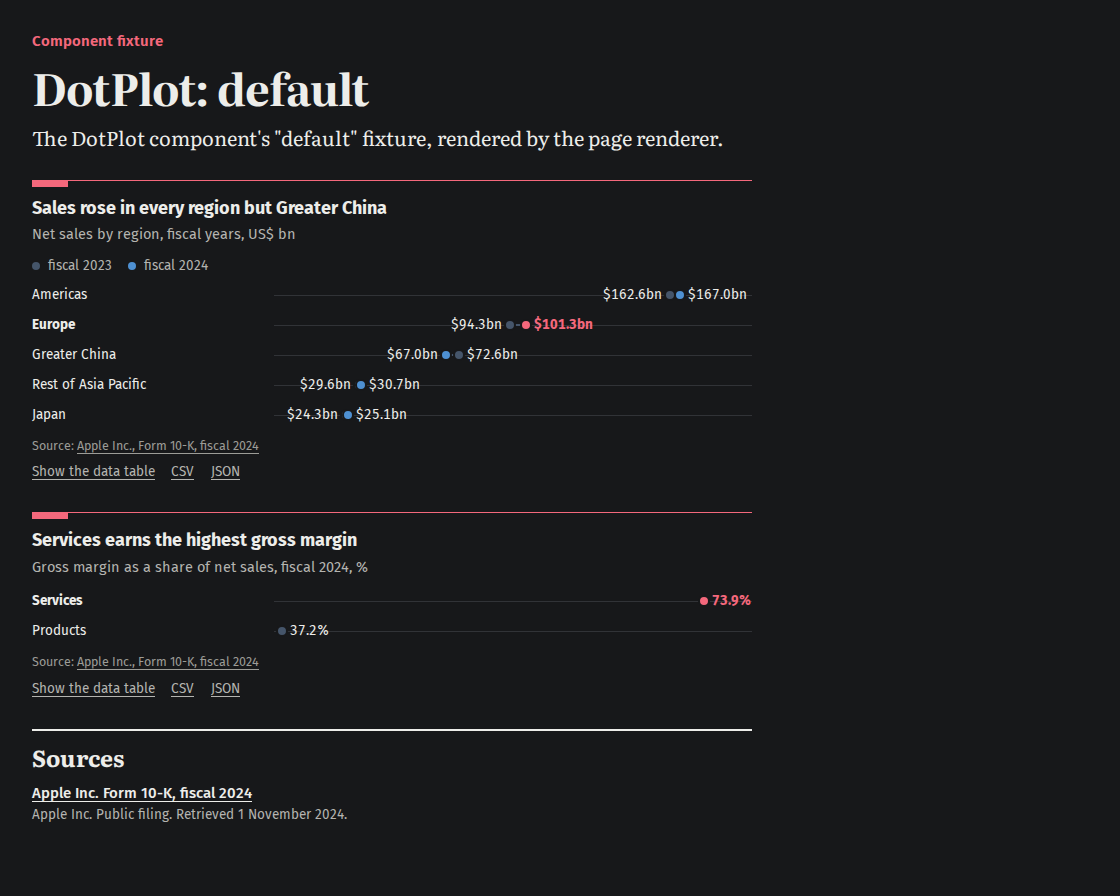 Component fixture
DotPlot: default
The DotPlot component's "default" fixture, rendered by the page renderer.
Sales rose in every region but Greater China
Net sales by region, fiscal years, US$ bn
fiscal 2023 fiscal 2024
Americas $162.6bn $167.0bn
Europe $94.3bn $101.3bn
Greater China $67.0bn $72.6bn
Rest of Asia Pacific $29.6bn $30.7bn
Japan $24.3bn $25.1bn
Source: Apple Inc., Form 10-K, fiscal 2024
Show the data table CSV JSON
Services earns the highest gross margin
Gross margin as a share of net sales, fiscal 2024, %
Services 73.9%
Products 37.2%
Source: Apple Inc., Form 10-K, fiscal 2024
Show the data table CSV JSON
Sources
Apple Inc. Form 10-K, fiscal 2024
Apple Inc. Public filing. Retrieved 1 November 2024.